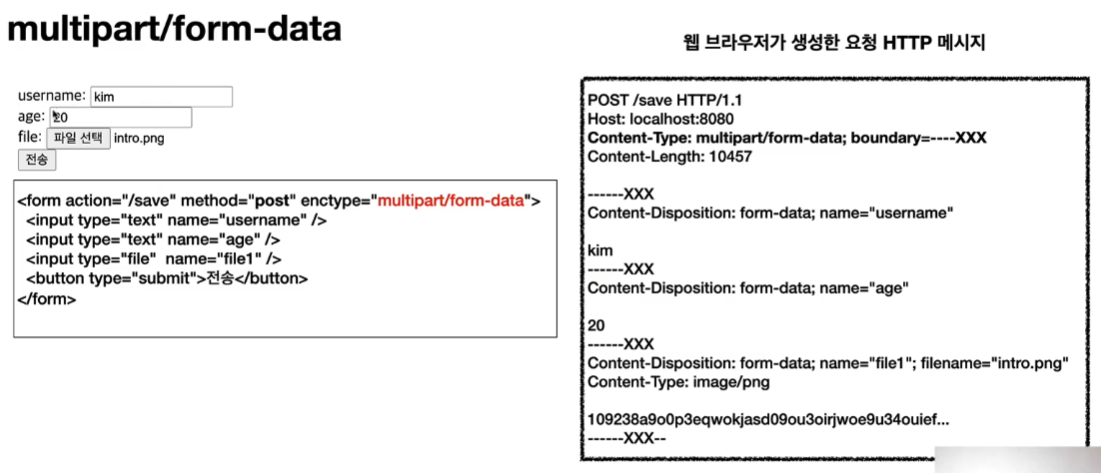 multipart/form-data
username: kim
age: 20
file: 파일 선택 intro.png
전송
<form action="/save" method="post" enctype="multipart/form-data">
<input type="text" name="username" />
<input type="text" name="age" />
<input type="file" name="file1" />
<button type="submit">전송</button>
</form>
웹 브라우저가 생성한 요청 HTTP 메시지
POST /save HTTP/1.1
Host: localhost:8080
Content-Type: multipart/form-data; boundary=----XXX
Content-Length: 10457
------XXX
Content-Disposition: form-data; name="username"
kim
------XXX
Content-Disposition: form-data; name="age"
20
------XXX
Content-Disposition: form-data; name="file1"; filename="intro.png"
Content-Type: image/png
109238a9o0p3eqwokjasd09ou3oirjwoe9u34ouief...
------XXX--